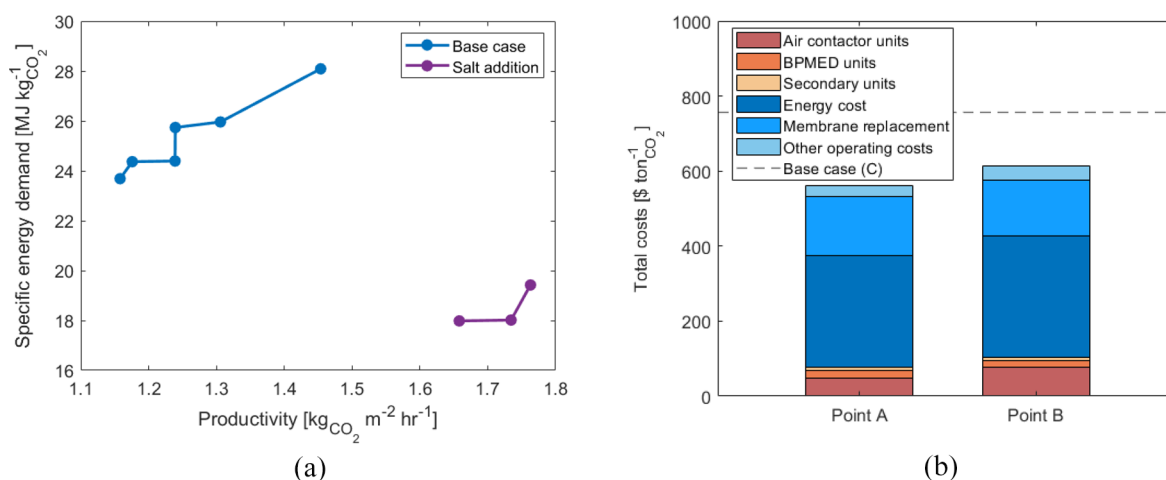 Specific energy demand [MJ kg⁻¹CO₂]
30
28
26
24
22
20
18
16
Base case
Salt addition
1.1 1.2 1.3 1.4 1.5 1.6 1.7 1.8
Productivity [kgCO₂ m⁻² hr⁻¹]
(a)
Total costs [$ ton⁻¹CO₂]
1000
800
600
400
200
0
Air contactor units
BPMED units
Secondary units
Energy cost
Membrane replacement
Other operating costs
Base case (C)
Point A Point B
(b)